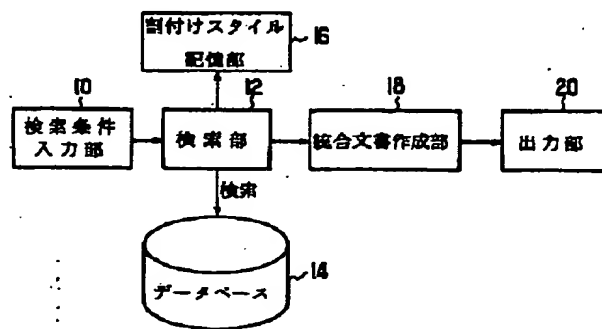 割付けスタイル
記憶部
16
10
検索条件
入力部
12
検索部
18
統合文書作成部
20
出力部
検索
データベース
14